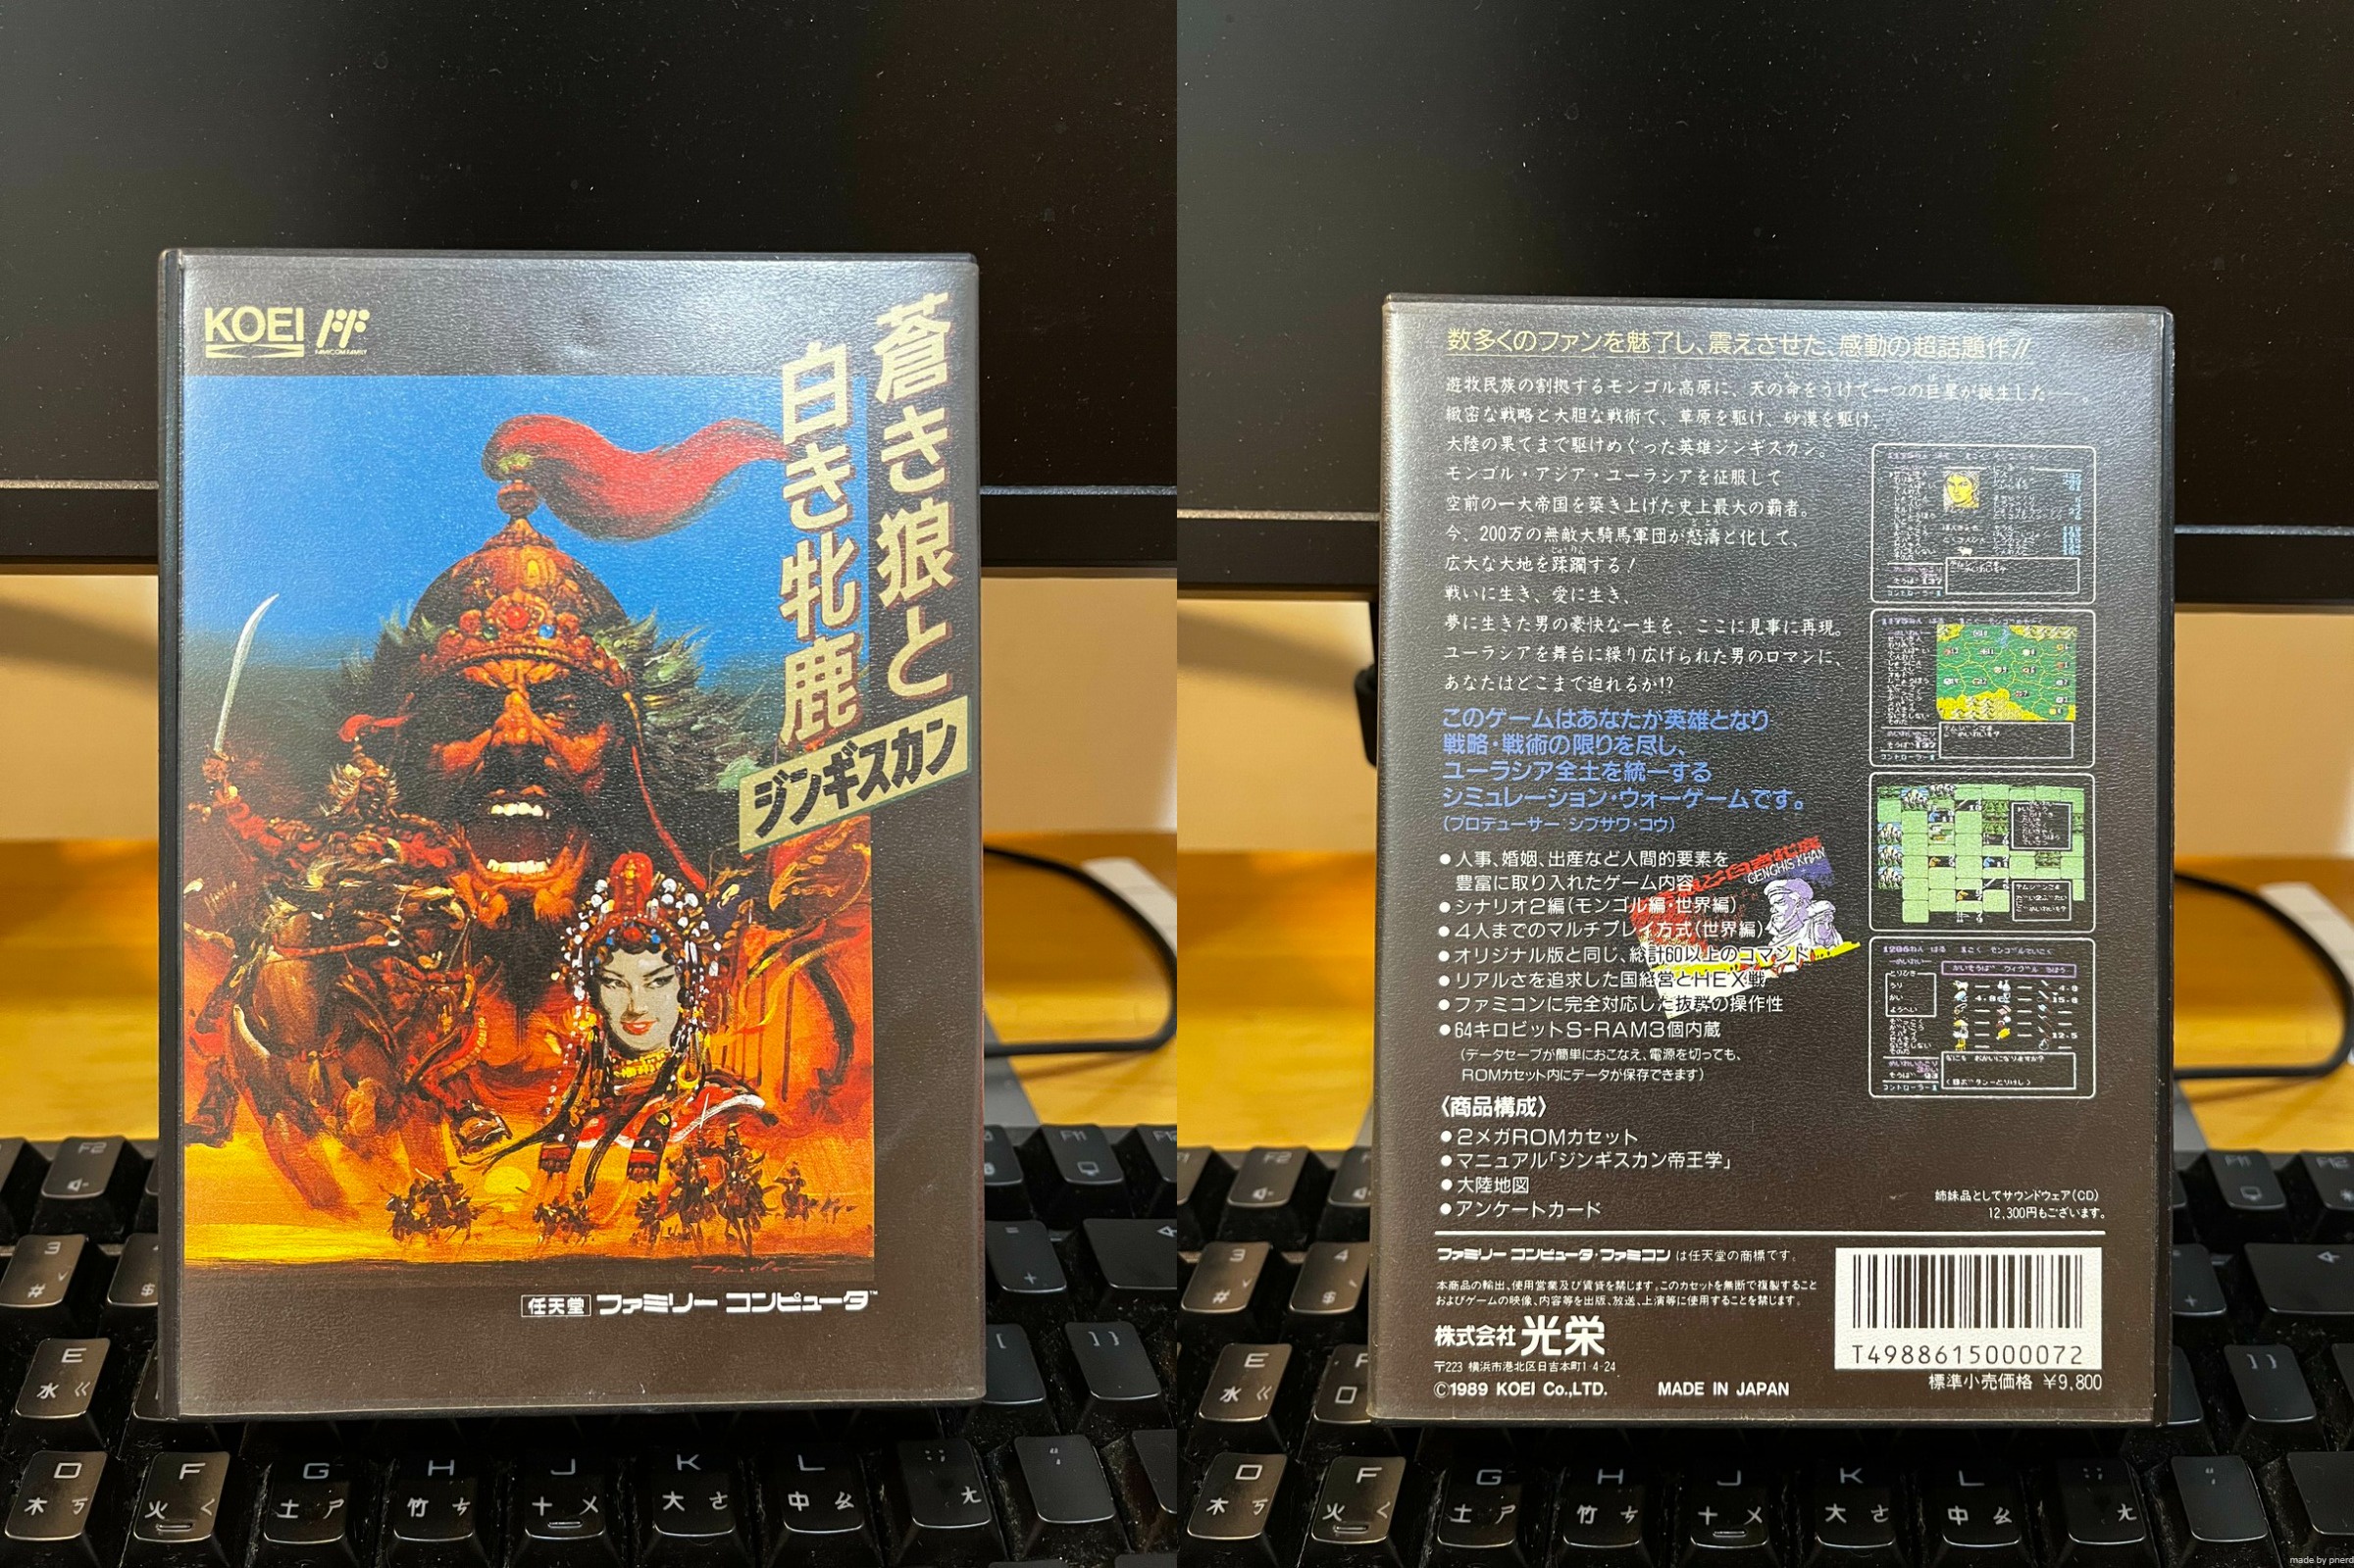 KOEI
FAMICOM FAMILY
蒼き狼と
白き牝鹿
ジンギスカン
任天堂 ファミリーコンピュータ™
数多くのファンを魅了し、震えさせた、感動の超話題作!!
遊牧民族の割拠するモンゴル高原に、天の命をうけて一つの巨星が誕生した――。
緻密な戦略と大胆な戦術で、草原を駆け、砂漠を駆け、
大陸の果てまで駆けめぐった英雄ジンギスカン。
モンゴル・アジア・ユーラシアを征服して
空前の一大帝国を築き上げた史上最大の覇者。
今、200万の無敵大騎馬軍団が怒濤と化して、
広大な大地を蹂躙する!
戦いに生き、愛に生き、
夢に生きた男の豪快な一生を、ここに見事に再現。
ユーラシアを舞台に繰り広げられた男のロマンに、
あなたはどこまで迫れるか!?
このゲームはあなたが英雄となり
戦略・戦術の限りを尽し、
ユーラシア全土を統一する
シミュレーション・ウォーゲームです。
(プロデューサー シブサワ・コウ)
●人事、婚姻、出産など人間的要素を
豊富に取り入れたゲーム内容
●シナリオ2編(モンゴル編・世界編)
●4人までのマルチプレイ方式(世界編)
●オリジナル版と同じ、総計60以上のコマンド
●リアルさを追求した国経営とHEX戦
●ファミコンに完全対応した抜群の操作性
●64キロビットS-RAM3個内蔵
(データセーブが簡単におこなえ、電源を切っても、
ROMカセット内にデータが保存できます)
GENGHIS KHAN
〈商品構成〉
●2メガROMカセット
●マニュアル「ジンギスカン帝王学」
●大陸地図
●アンケートカード
姉妹品としてサウンドウェア(CD)
12,300円もございます。
ファミリーコンピュータ・ファミコンは任天堂の商標です。
本商品の輸出、使用営業及び賃貸を禁じます。このカセットを無断で複製すること
およびゲームの映像、内容等を出版、放送、上演等に使用することを禁じます。
株式会社光栄
〒223 横浜市港北区日吉本町1-4-24
©1989 KOEI Co.,LTD. MADE IN JAPAN
T4988615000072
標準小売価格 ¥9,800
F2
F11
F12
3
#
$
E
水 ㄍ
D
木 ㄎ
F
火 ㄑ
G
土 ㄕ
H
竹 ㄘ
J
十 ㄨ
K
大 ㄜ
L
中 ㄠ
ㄤ
F2
F11
F12
3
#
4
$
E
水 ㄍ
D
木 ㄎ
F
火 ㄑ
G
土 ㄕ
H
竹 ㄘ
J
十 ㄨ
K
大 ㄜ
L
中 ㄠ
ㄤ
made by pnerd